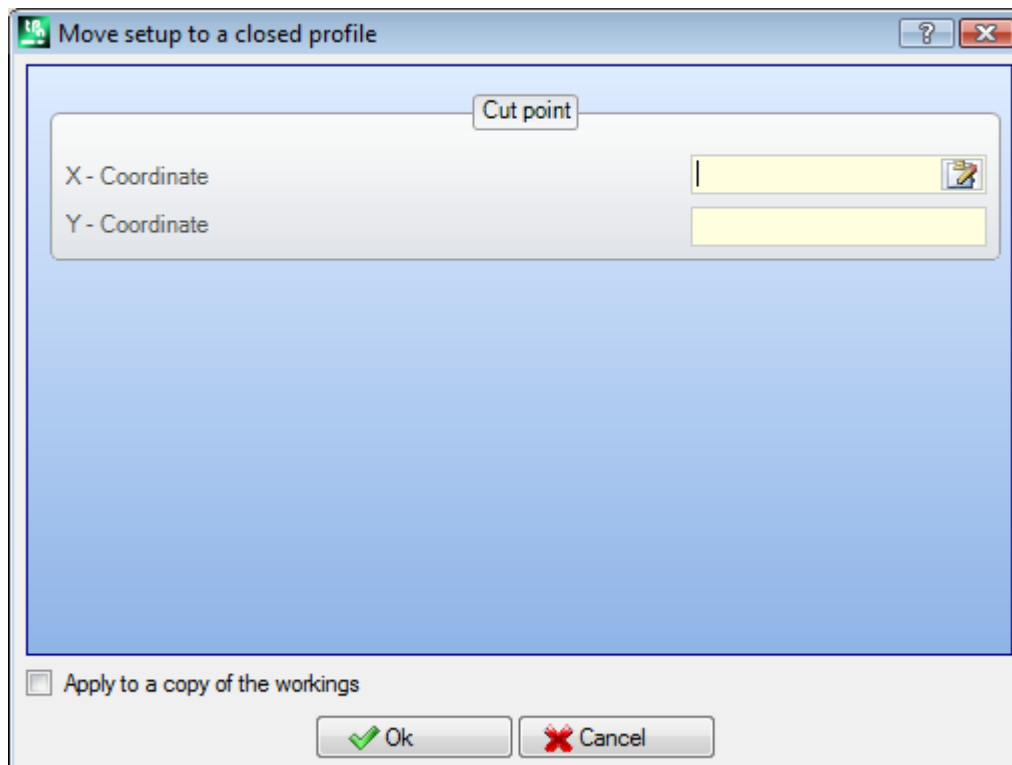 Move setup to a closed profile
Cut point
X - Coordinate
Y - Coordinate
Apply to a copy of the workings
Ok
Cancel